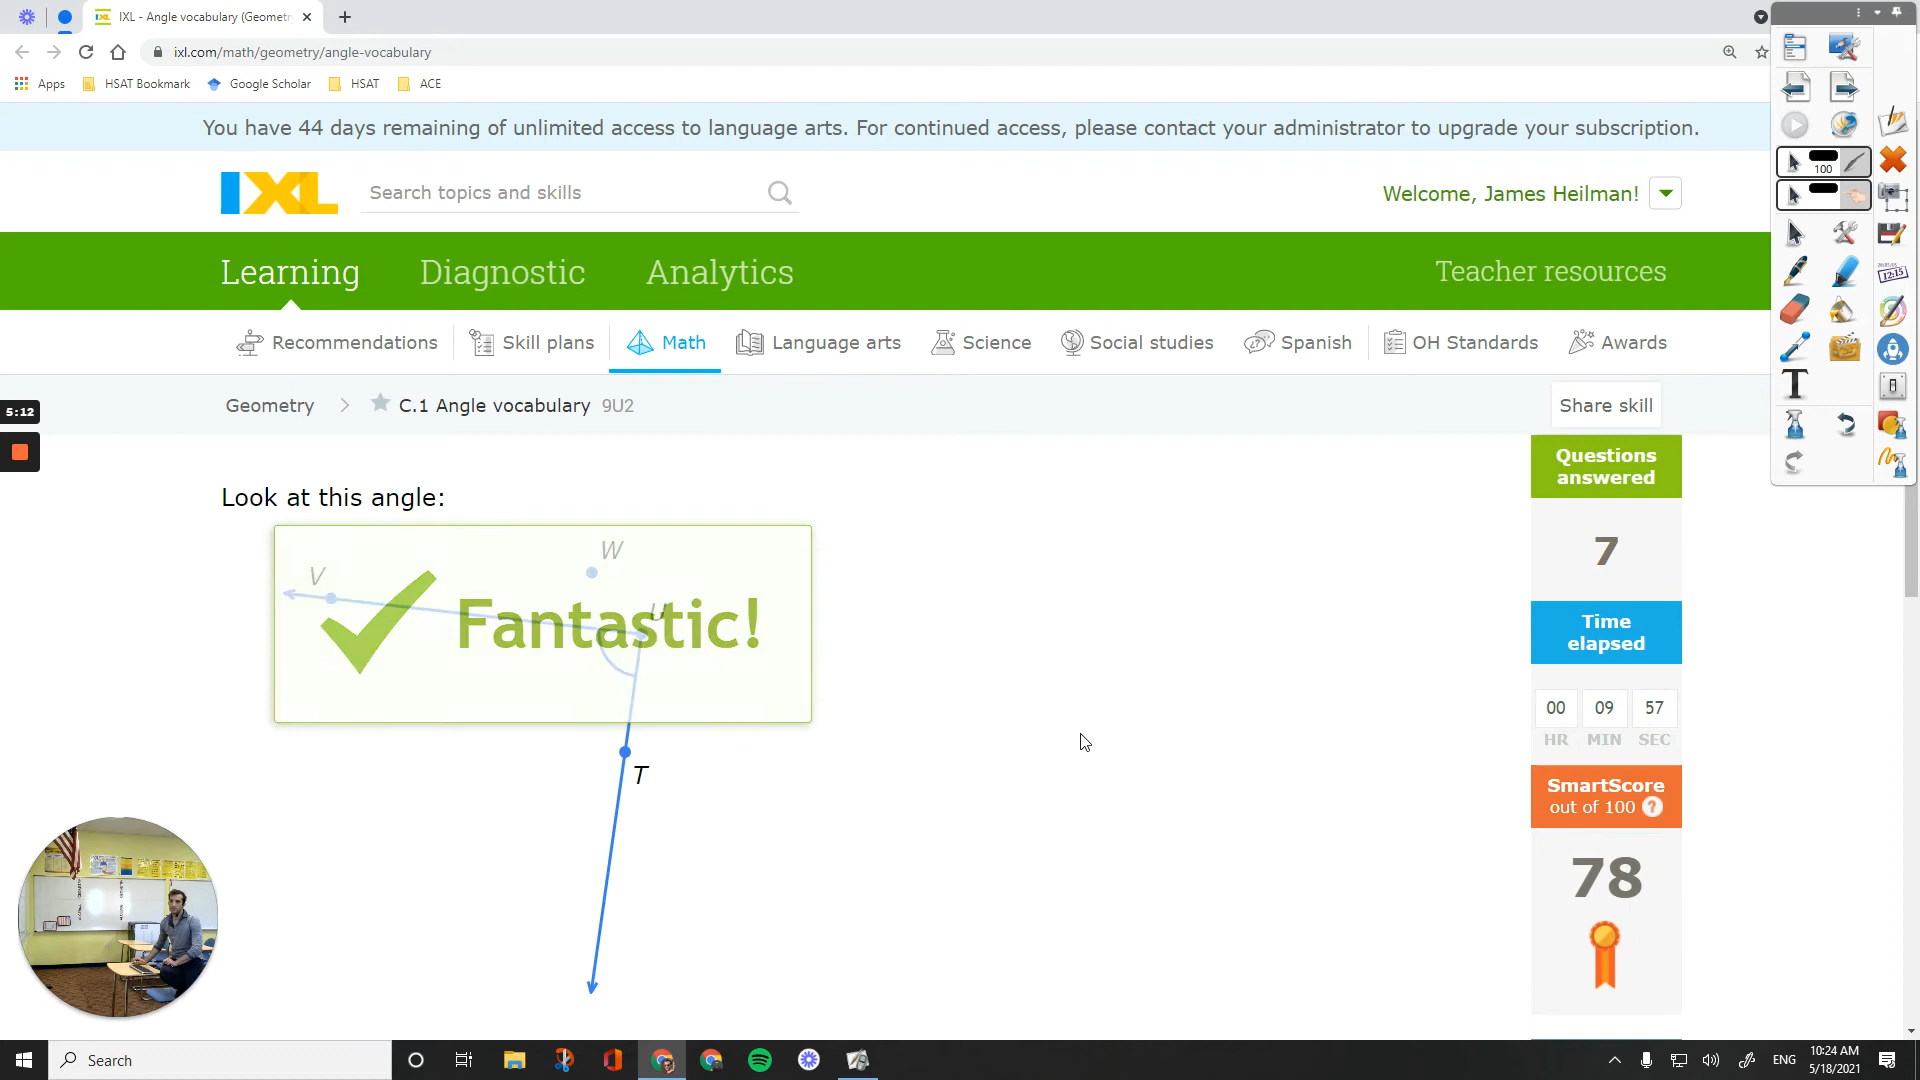 IXL - Angle vocabulary (Geometr
ixl.com/math/geometry/angle-vocabulary
Apps
HSAT Bookmark
Google Scholar
HSAT
ACE
You have 44 days remaining of unlimited access to language arts. For continued access, please contact your administrator to upgrade your subscription.
IXL
Search topics and skills
Welcome, James Heilman!
Learning
Diagnostic
Analytics
Teacher resources
Recommendations
Skill plans
Math
Language arts
Science
Social studies
Spanish
OH Standards
Awards
Geometry
C.1 Angle vocabulary 9U2
Share skill
5:12
Look at this angle:
W
V
U
Fantastic!
T
Questions
answered
7
Time
elapsed
00 09 57
HR MIN SEC
SmartScore
out of 100 ?
78
100
12:15
T
Search
ENG
10:24 AM
5/18/2021